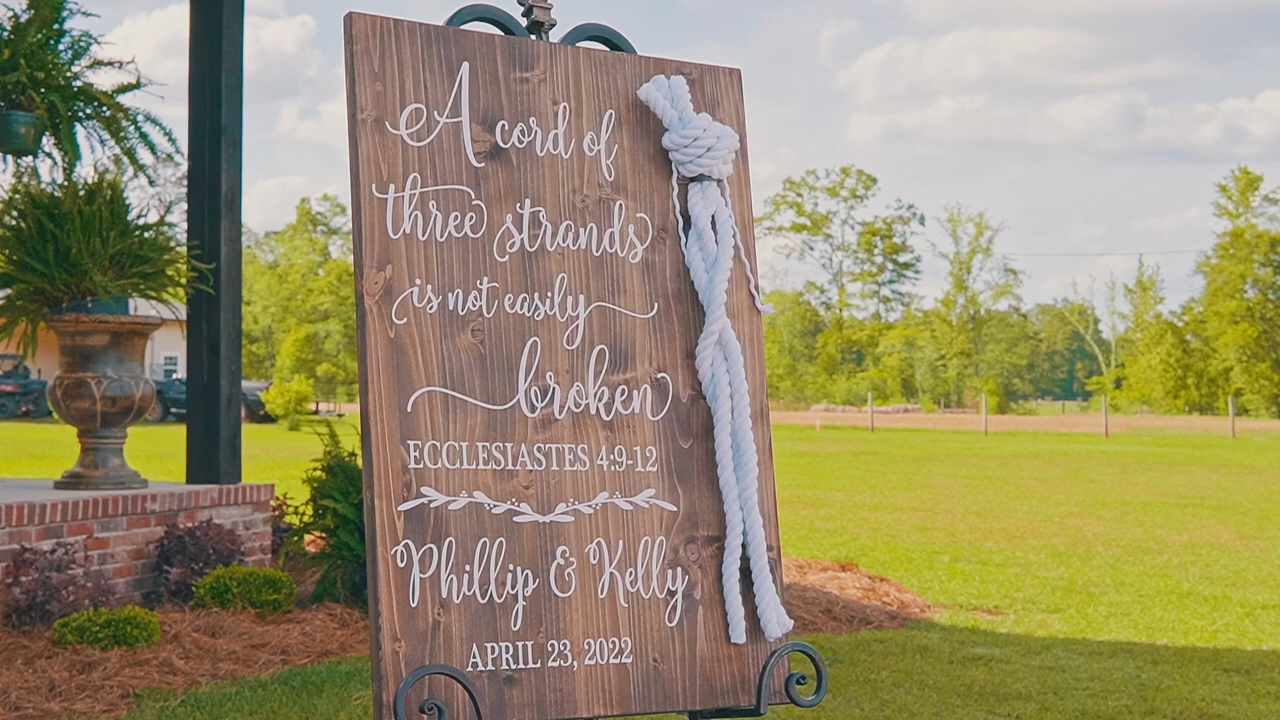 A cord of
three strands
is not easily
broken
ECCLESIASTES 4:9-12
Phillip & Kelly
APRIL 23, 2022